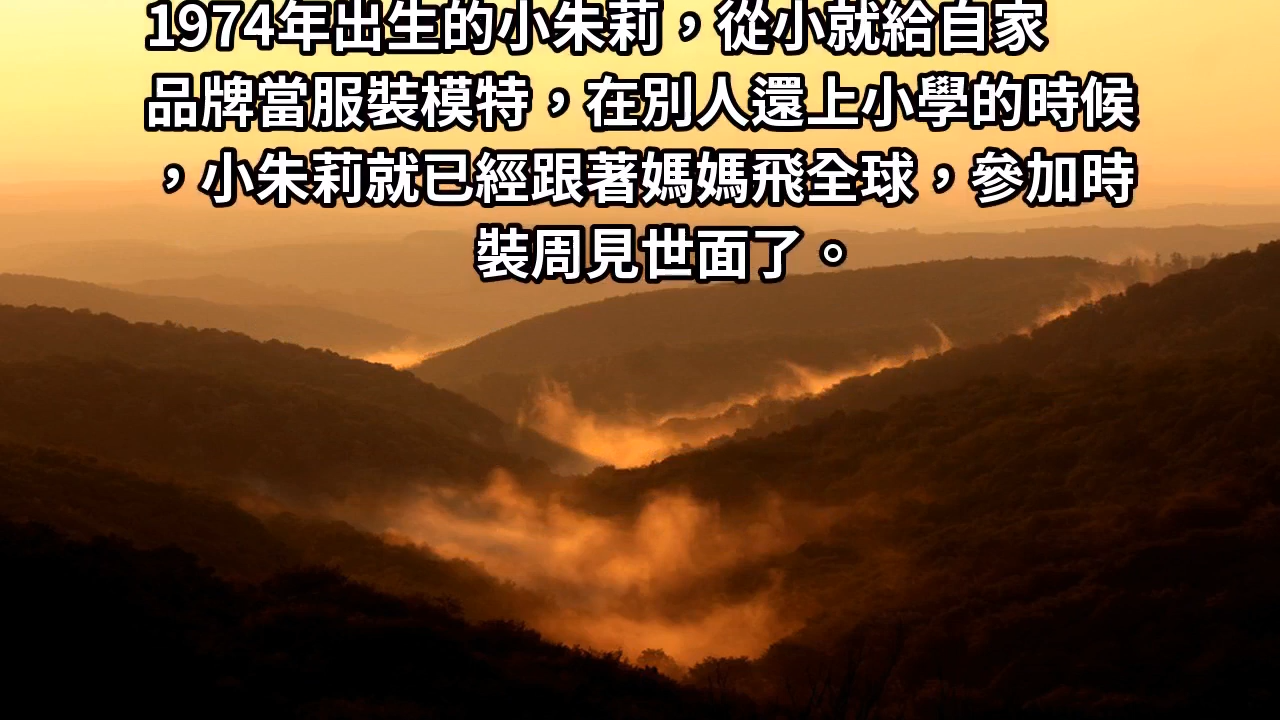 1974年出生的小朱莉，從小就給自家
品牌當服裝模特，在別人還上小學的時候
，小朱莉就已經跟著媽媽飛全球，參加時
裝周見世面了。